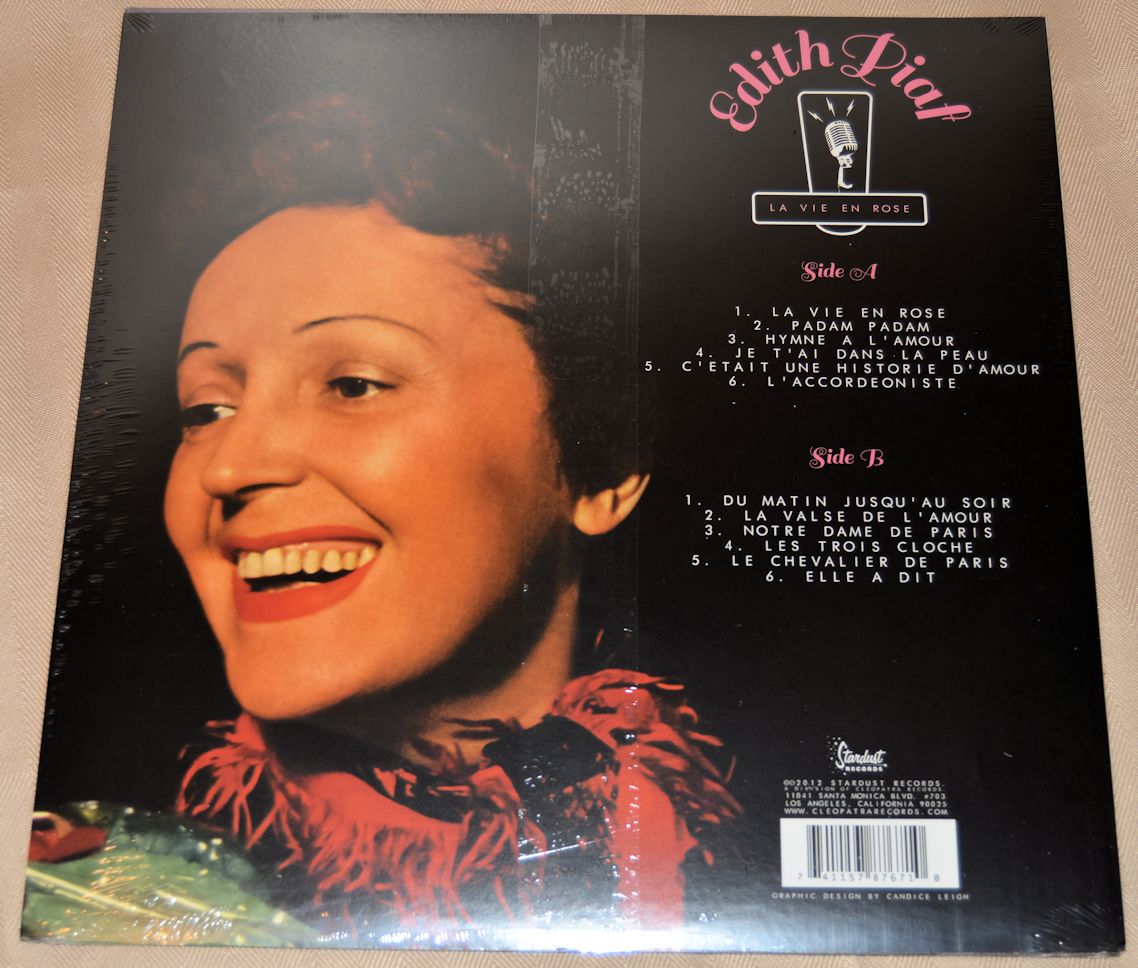 Edith Piaf
LA VIE EN ROSE
Side A
1. LA VIE EN ROSE
2. PADAM PADAM
3. HYMNE A L'AMOUR
4. JE T'AI DANS LA PEAU
5. C'ETAIT UNE HISTORIE D'AMOUR
6. L'ACCORDEONISTE
Side B
1. DU MATIN JUSQU'AU SOIR
2. LA VALSE DE L'AMOUR
3. NOTRE DAME DE PARIS
4. LES TROIS CLOCHE
5. LE CHEVALIER DE PARIS
6. ELLE A DIT
Stardust
RECORDS
℗©2012 STARDUST RECORDS.
A DIVISION OF CLEOPATRA RECORDS
11041 SANTA MONICA BLVD. #703
LOS ANGELES, CALIFORNIA 90025
WWW.CLEOPATRARECORDS.COM
7 41157 87671 0
GRAPHIC DESIGN BY CANDICE LEIGH